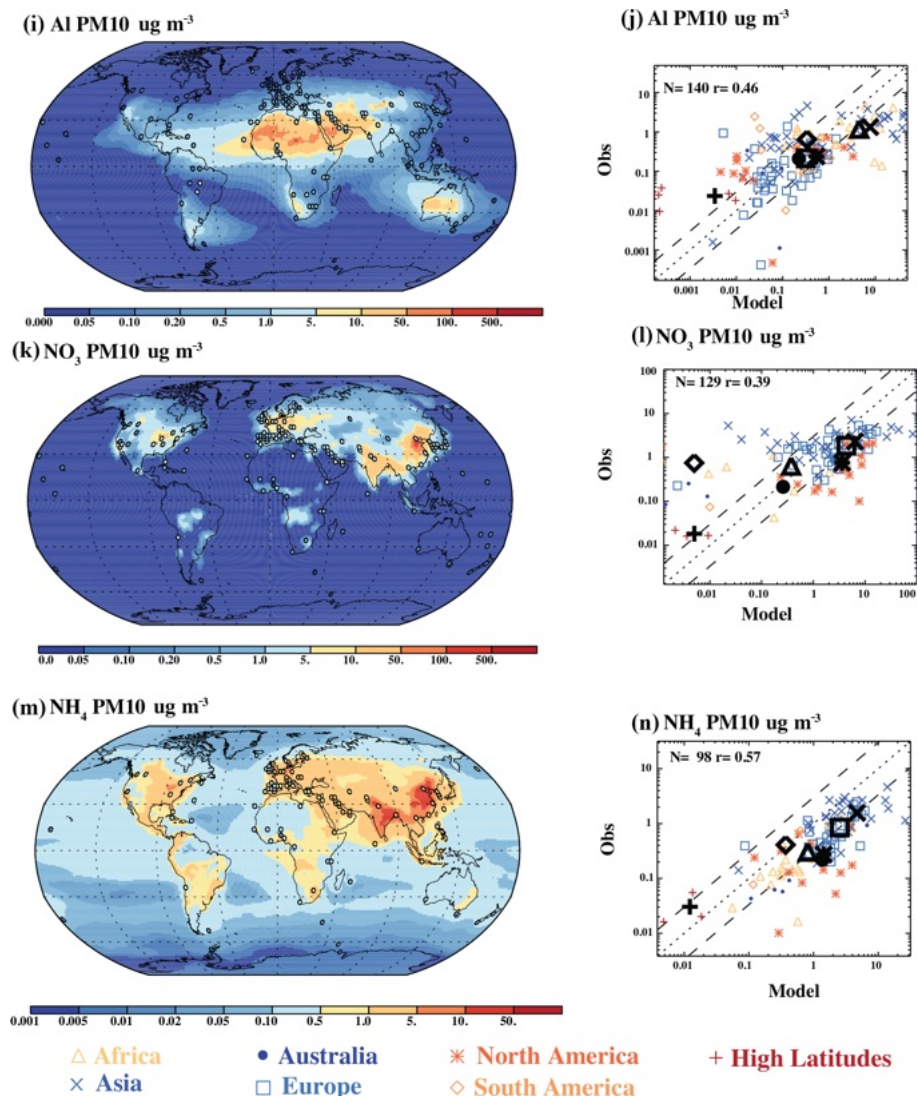 (i) Al PM10 ug m-3
0.000 0.05 0.10 0.20 0.5 1.0 5. 10. 50. 100. 500.
(j) Al PM10 ug m-3
N= 140 r= 0.46
Obs
10.0
1.0
0.10
0.01
0.001
0.001 0.01 0.1 1 10
Model
(k) NO3 PM10 ug m-3
0.0 0.05 0.10 0.20 0.5 1.0 5. 10. 50. 100. 500.
(l) NO3 PM10 ug m-3
N= 129 r= 0.39
Obs
100
10
1
0.10
0.01
0.01 0.10 1 10 100
Model
(m) NH4 PM10 ug m-3
0.001 0.005 0.01 0.02 0.05 0.10 0.5 1.0 5. 10. 50.
(n) NH4 PM10 ug m-3
N= 98 r= 0.57
Obs
10
1
0.1
0.01
0.01 0.1 1 10
Model
Africa Australia North America High Latitudes
Asia Europe South America